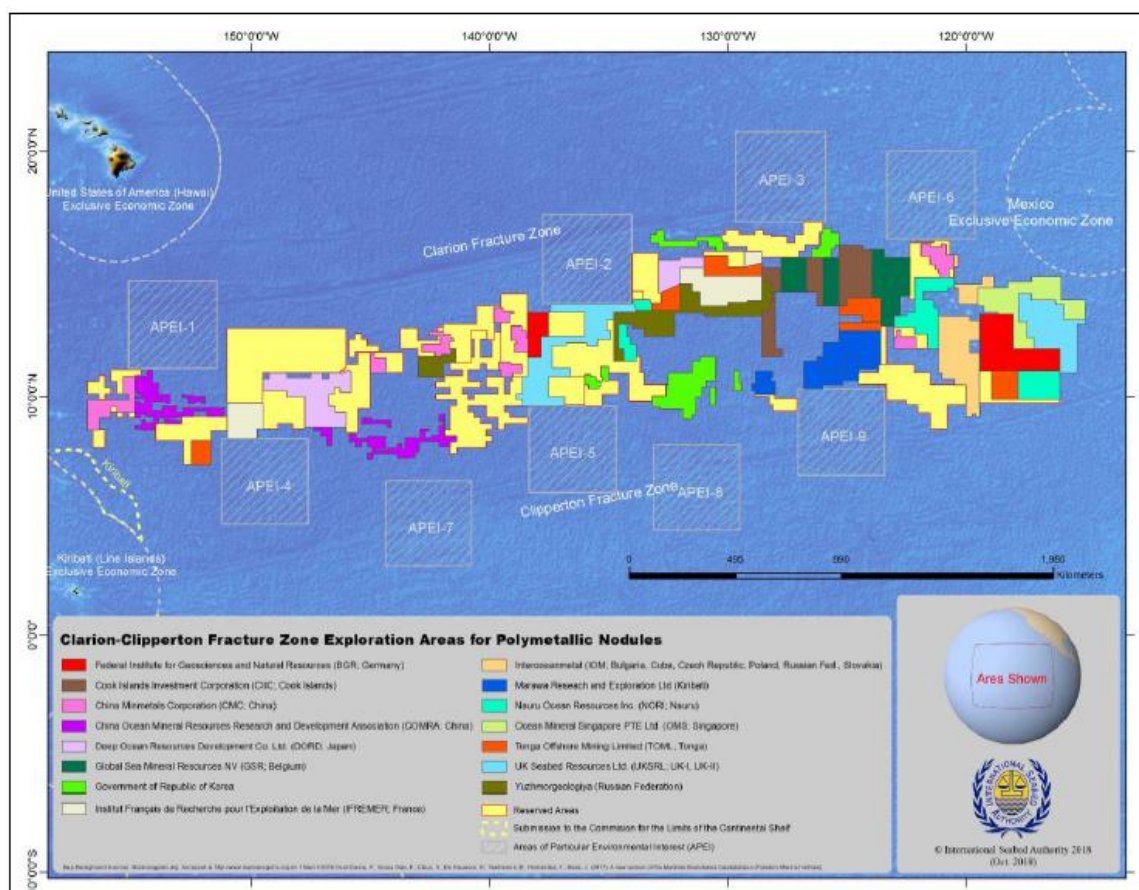 150°0'0"W 140°0'0"W 130°0'0"W 120°0'0"W
20°0'0"N
10°0'0"N
0°0'0"
United States of America (Hawaii)
Exclusive Economic Zone
Mexico
Exclusive Economic Zone
Clarion Fracture Zone
APEI-3
APEI-6
APEI-2
APEI-1
APEI-4
APEI-5
APEI-7
APEI-8
APEI-9
Clipperton Fracture Zone
Kiribati
Kiribati (Line Islands)
Exclusive Economic Zone
0 495 990 1,980
Kilometers
Clarion-Clipperton Fracture Zone Exploration Areas for Polymetallic Nodules
Federal Institute for Geosciences and Natural Resources (BGR; Germany)
Cook Islands Investment Corporation (CIIC; Cook Islands)
China Minmetals Corporation (CMC; China)
China Ocean Mineral Resources Research and Development Association (COMRA; China)
Deep Ocean Resources Development Co. Ltd. (DORD; Japan)
Global Sea Mineral Resources NV (GSR; Belgium)
Government of Republic of Korea
Institut Français de Recherche pour l'Exploitation de la Mer (IFREMER; France)
Interoceanmetal (IOM; Bulgaria, Cuba, Czech Republic, Poland, Russian Fed., Slovakia)
Marawa Research and Exploration Ltd (Kiribati)
Nauru Ocean Resources Inc. (NORI; Nauru)
Ocean Mineral Singapore PTE Ltd. (OMS; Singapore)
Tonga Offshore Mining Limited (TOML; Tonga)
UK Seabed Resources Ltd. (UKSRL; UK-I, UK-II)
Yuzhmorgeologiya (Russian Federation)
Reserved Areas
Submission to the Commision for the Limits of the Continental Shelf
Areas of Particular Environmental Interest (APEI)
Area Shown
INTERNATIONAL SEABED AUTHORITY
© International Seabed Authority 2018
(Oct. 2018)